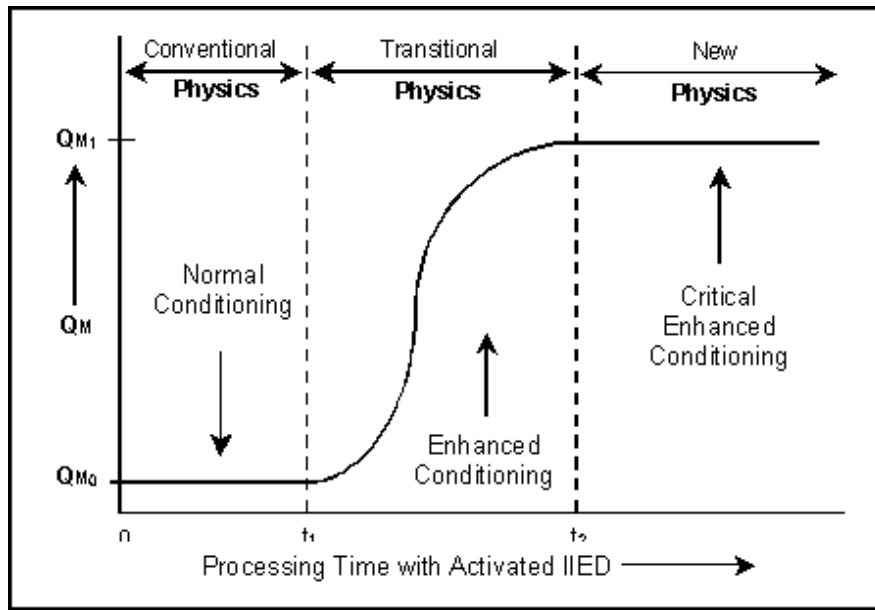 Conventional
Physics
Transitional
Physics
New
Physics
QM1
QM
QM0
Normal
Conditioning
Enhanced
Conditioning
Critical
Enhanced
Conditioning
0
t1
t2
Processing Time with Activated IIED